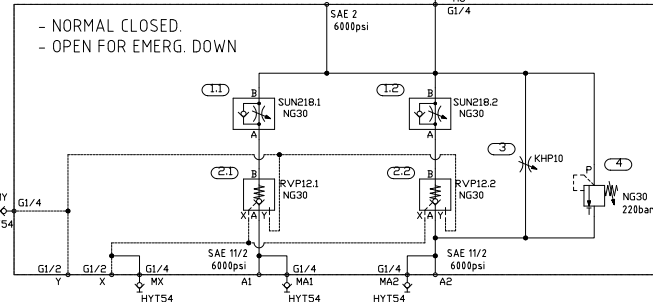 - NORMAL CLOSED.
- OPEN FOR EMERG. DOWN
SAE 2
6000psi
G1/4
1.1
B
SUN218.1
NG30
A
1.2
B
SUN218.2
NG30
A
2.1
B
RVP12.1
NG30
X A Y
2.2
B
RVP12.2
NG30
X A Y
3
KHP10
4
P
NG30
220bar
G1/4
54
SAE 11/2
6000psi
SAE 11/2
6000psi
G1/2
Y
G1/2
X
G1/4
MX
HYT54
A1
G1/4
MA1
HYT54
G1/4
MA2
HYT54
A2